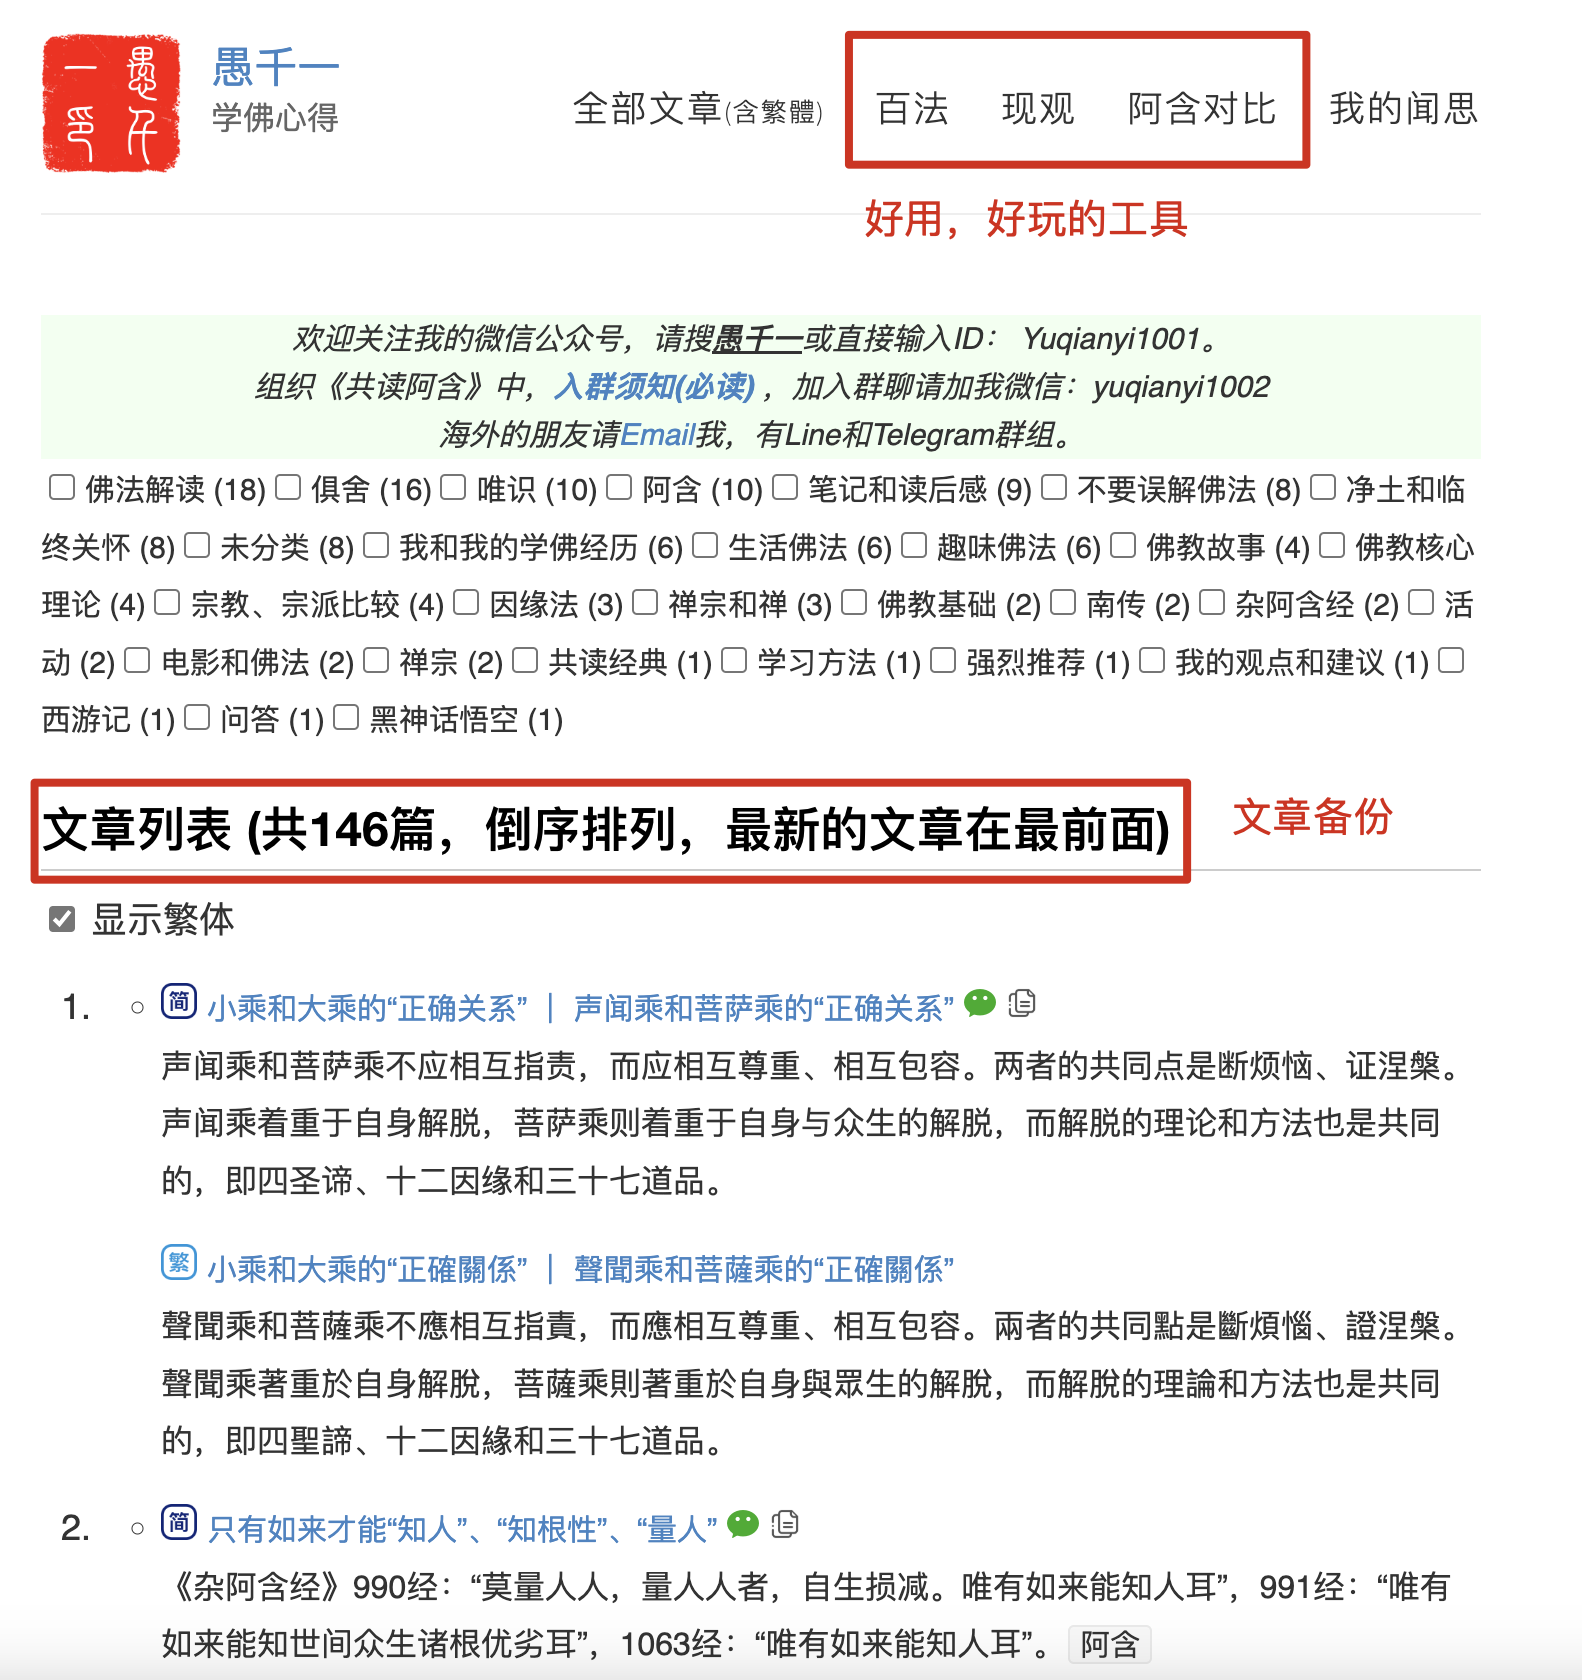 愚千一印
愚千一
学佛心得
全部文章(含繁體) 百法 现观 阿含对比 我的闻思
好用，好玩的工具
欢迎关注我的微信公众号，请搜愚千一或直接输入ID： Yuqianyi1001。
组织《共读阿含》中，入群须知(必读) ，加入群聊请加我微信：yuqianyi1002
海外的朋友请Email我，有Line和Telegram群组。
佛法解读 (18) 俱舍 (16) 唯识 (10) 阿含 (10) 笔记和读后感 (9) 不要误解佛法 (8) 净土和临
终关怀 (8) 未分类 (8) 我和我的学佛经历 (6) 生活佛法 (6) 趣味佛法 (6) 佛教故事 (4) 佛教核心
理论 (4) 宗教、宗派比较 (4) 因缘法 (3) 禅宗和禅 (3) 佛教基础 (2) 南传 (2) 杂阿含经 (2) 活
动 (2) 电影和佛法 (2) 禅宗 (2) 共读经典 (1) 学习方法 (1) 强烈推荐 (1) 我的观点和建议 (1)
西游记 (1) 问答 (1) 黑神话悟空 (1)
文章列表 (共146篇，倒序排列，最新的文章在最前面)
文章备份
显示繁体
1. 简 小乘和大乘的“正确关系” ｜ 声闻乘和菩萨乘的“正确关系”
声闻乘和菩萨乘不应相互指责，而应相互尊重、相互包容。两者的共同点是断烦恼、证涅槃。
声闻乘着重于自身解脱，菩萨乘则着重于自身与众生的解脱，而解脱的理论和方法也是共同
的，即四圣谛、十二因缘和三十七道品。
繁 小乘和大乘的“正確關係” ｜ 聲聞乘和菩薩乘的“正確關係”
聲聞乘和菩薩乘不應相互指責，而應相互尊重、相互包容。兩者的共同點是斷煩惱、證涅槃。
聲聞乘著重於自身解脫，菩薩乘則著重於自身與眾生的解脫，而解脫的理論和方法也是共同
的，即四聖諦、十二因緣和三十七道品。
2. 简 只有如来才能“知人”、“知根性”、“量人”
《杂阿含经》990经：“莫量人人，量人人者，自生损减。唯有如来能知人耳”，991经：“唯有
如来能知世间众生诸根优劣耳”，1063经：“唯有如来能知人耳”。 阿含